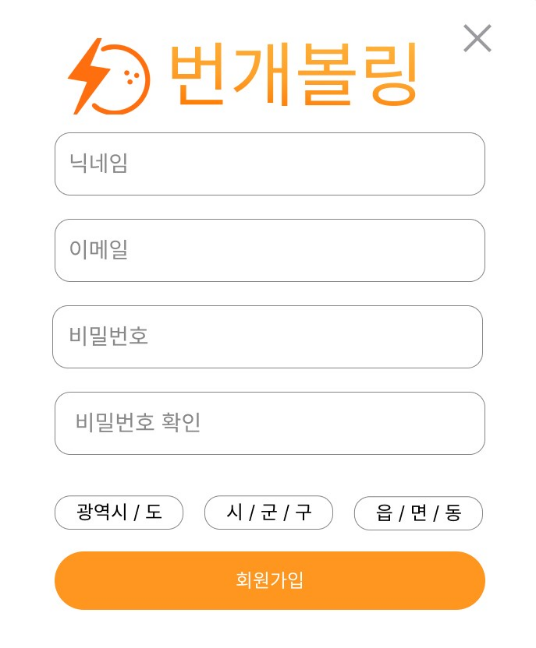 번개볼링
닉네임
이메일
비밀번호
비밀번호 확인
광역시 / 도 시 / 군 / 구 읍 / 면 / 동
회원가입